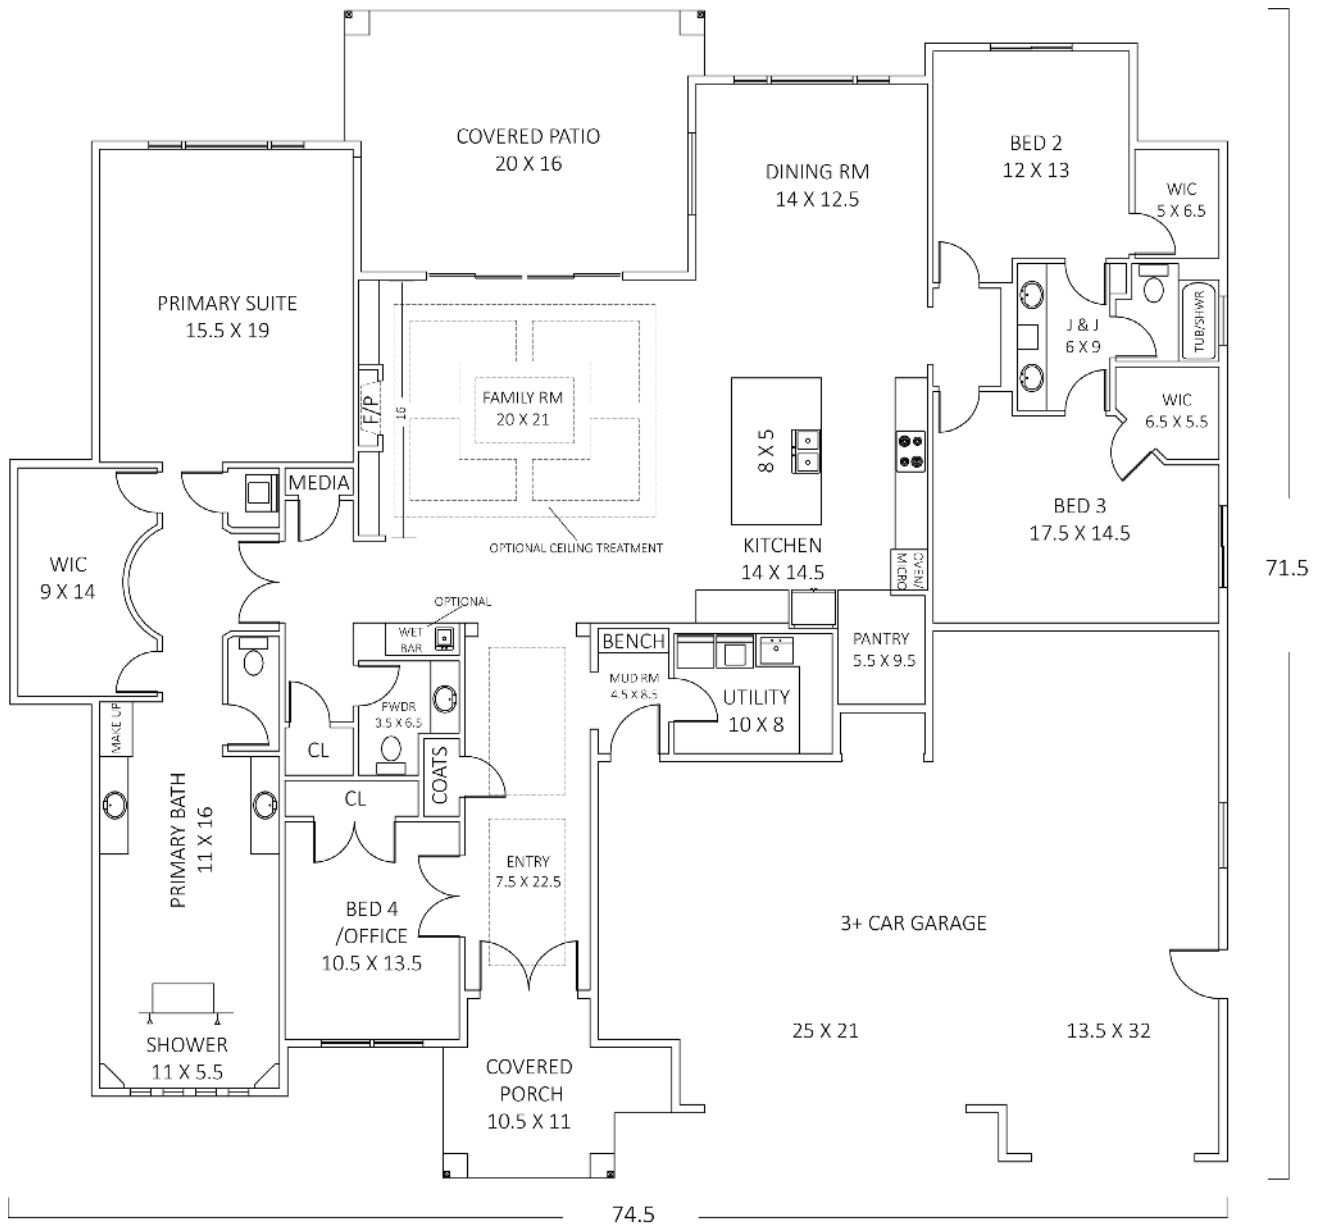 COVERED PATIO
20 X 16
BED 2
12 X 13
DINING RM
14 X 12.5
WIC
5 X 6.5
PRIMARY SUITE
15.5 X 19
J & J
6 X 9
TUB/SHWR
FAMILY RM
20 X 21
F/P
16
WIC
6.5 X 5.5
8 X 5
MEDIA
BED 3
17.5 X 14.5
OPTIONAL CEILING TREATMENT
KITCHEN
14 X 14.5
OVEN/
MICRO
71.5
WIC
9 X 14
OPTIONAL
WET
BAR
BENCH
PANTRY
5.5 X 9.5
MUD RM
4.5 X 8.5
UTILITY
10 X 8
PWDR
3.5 X 6.5
MAKE UP
CL
COATS
CL
PRIMARY BATH
11 X 16
ENTRY
7.5 X 22.5
BED 4
/OFFICE
10.5 X 13.5
3+ CAR GARAGE
25 X 21
13.5 X 32
SHOWER
11 X 5.5
COVERED
PORCH
10.5 X 11
74.5